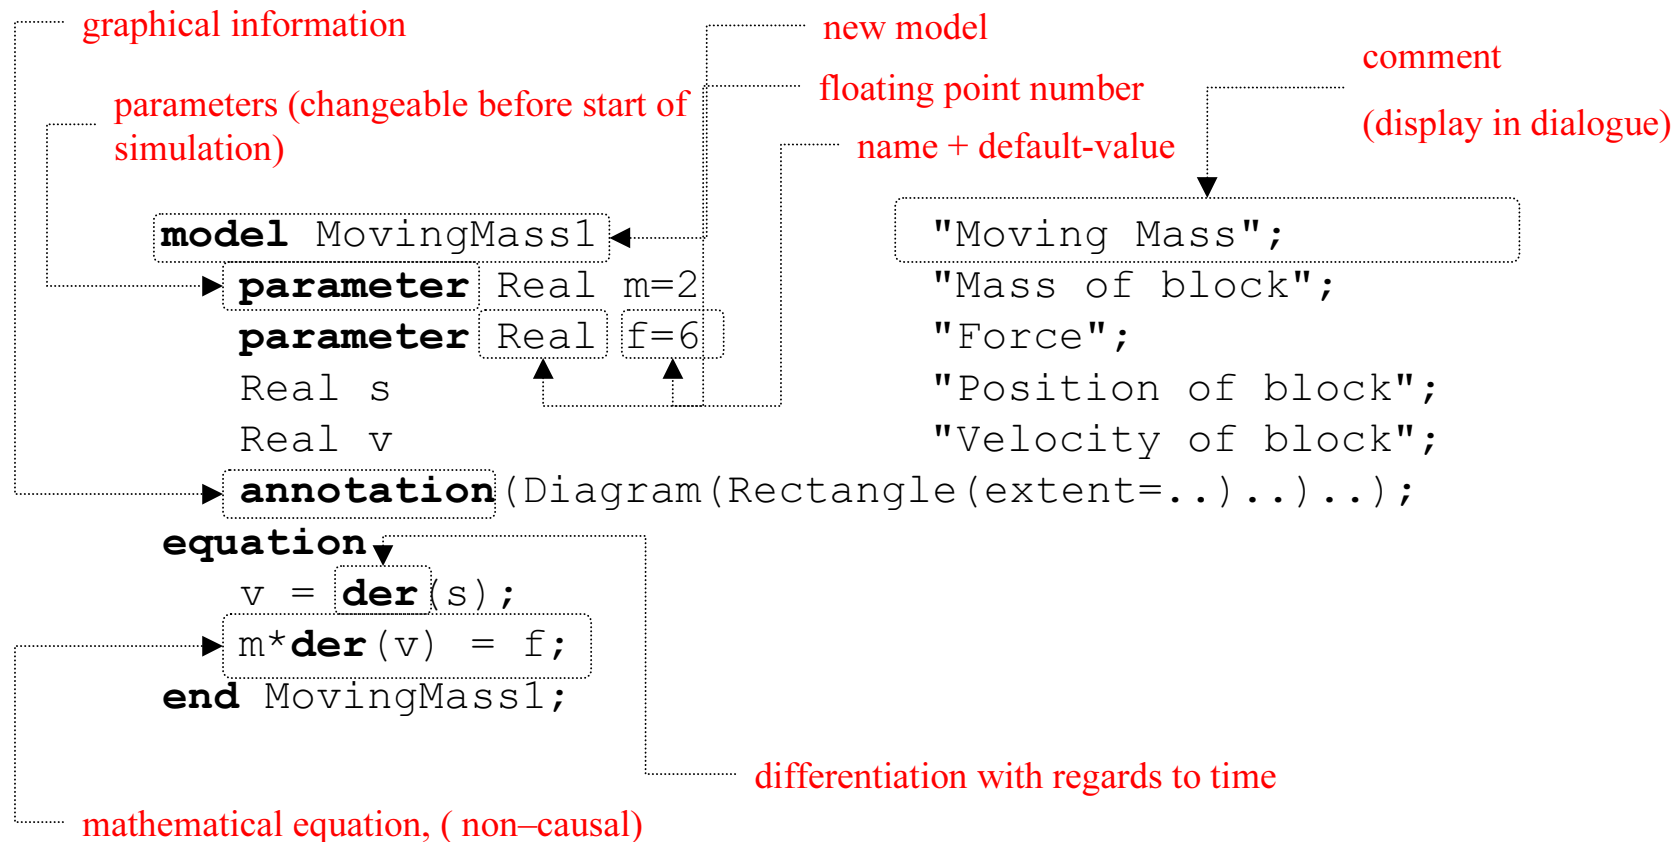 graphical information
new model
comment
floating point number
parameters (changeable before start of
simulation)
(display in dialogue)
name + default-value
model MovingMass1 "Moving Mass";
parameter Real m=2 "Mass of block";
parameter Real f=6 "Force";
Real s "Position of block";
Real v "Velocity of block";
annotation(Diagram(Rectangle(extent=..)..)..);
equation
v = der(s);
m*der(v) = f;
end MovingMass1;
differentiation with regards to time
mathematical equation, ( non–causal)